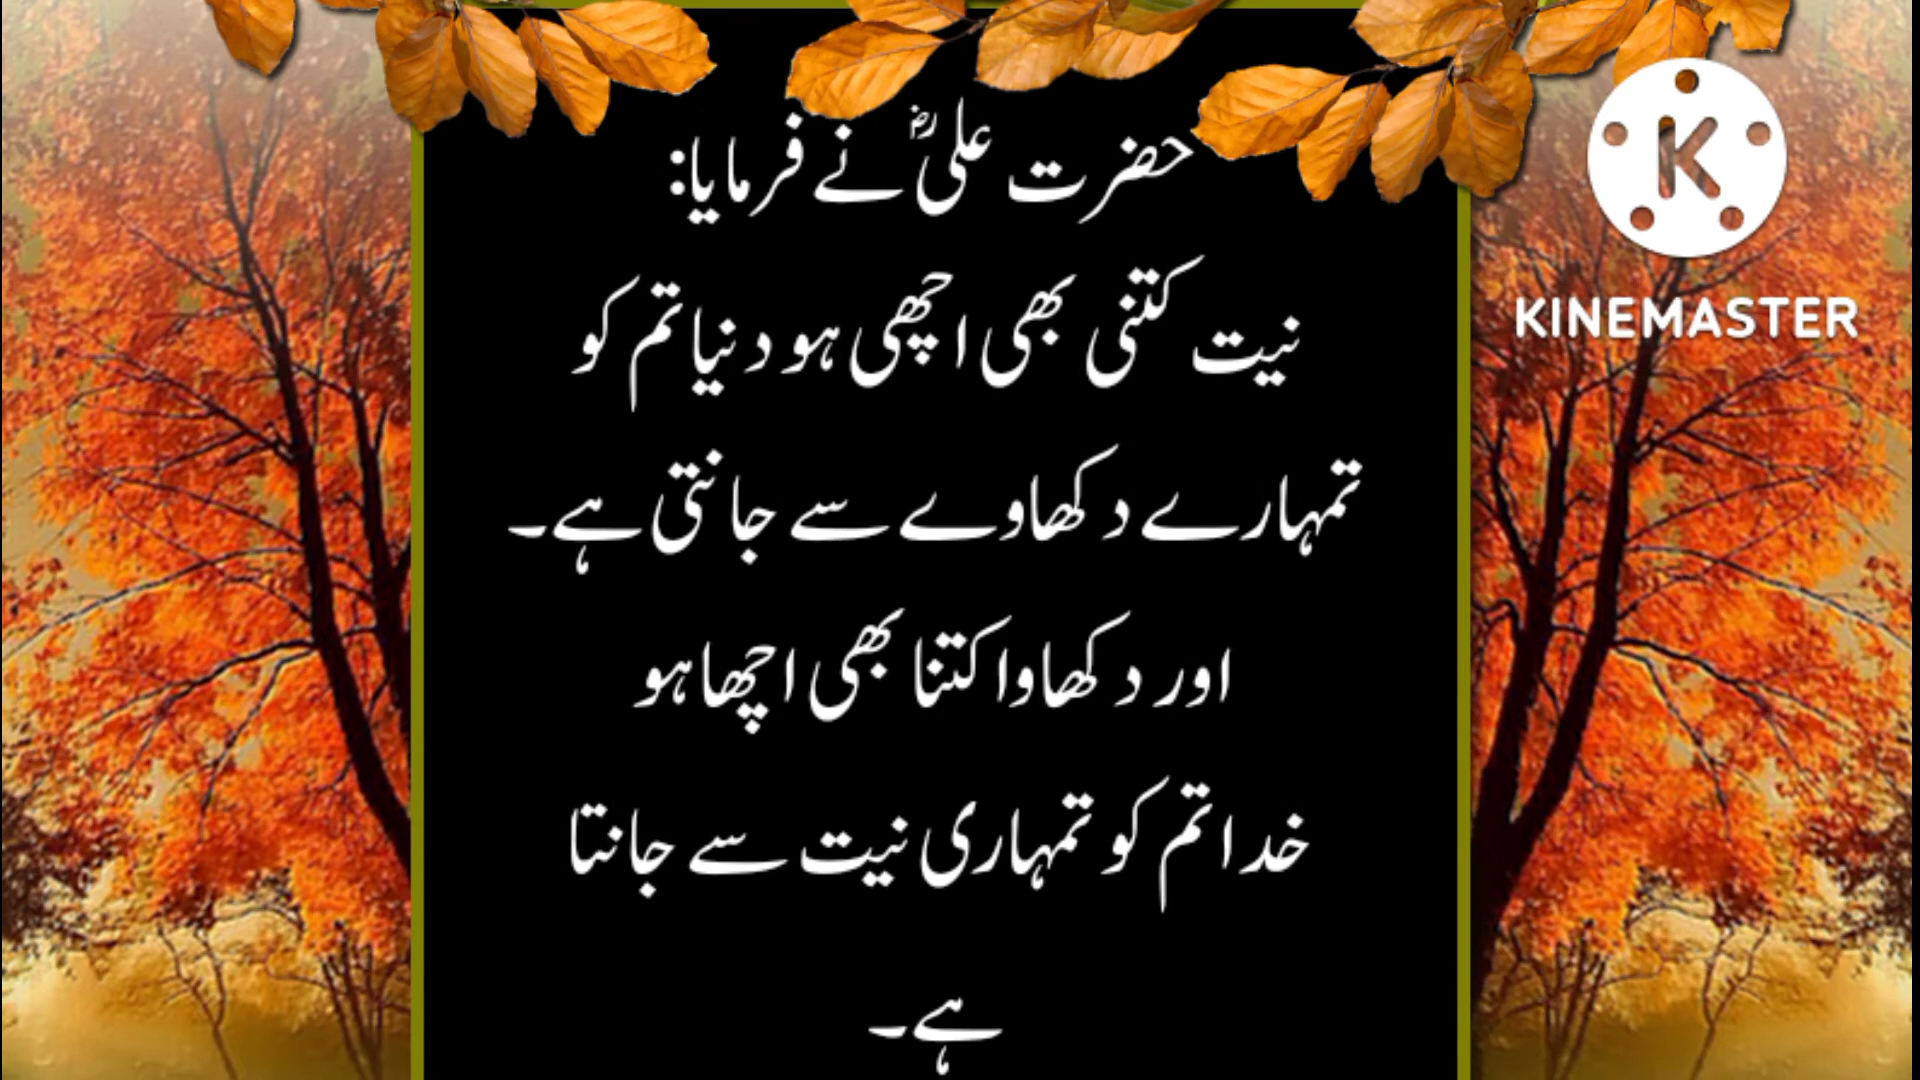 حضرت علیؓ نے فرمایا:
نیت کتنی بھی اچھی ہو دنیا تم کو
تمہارے دکھاوے سے جانتی ہے۔
اور دکھاوا کتنا بھی اچھا ہو
خدا تم کو تمہاری نیت سے جانتا
ہے۔
K
KINEMASTER